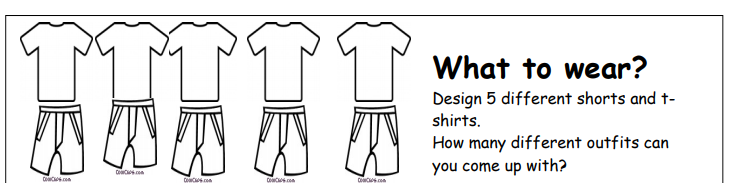 What to wear?
Design 5 different shorts and t-
shirts.
How many different outfits can
you come up with?